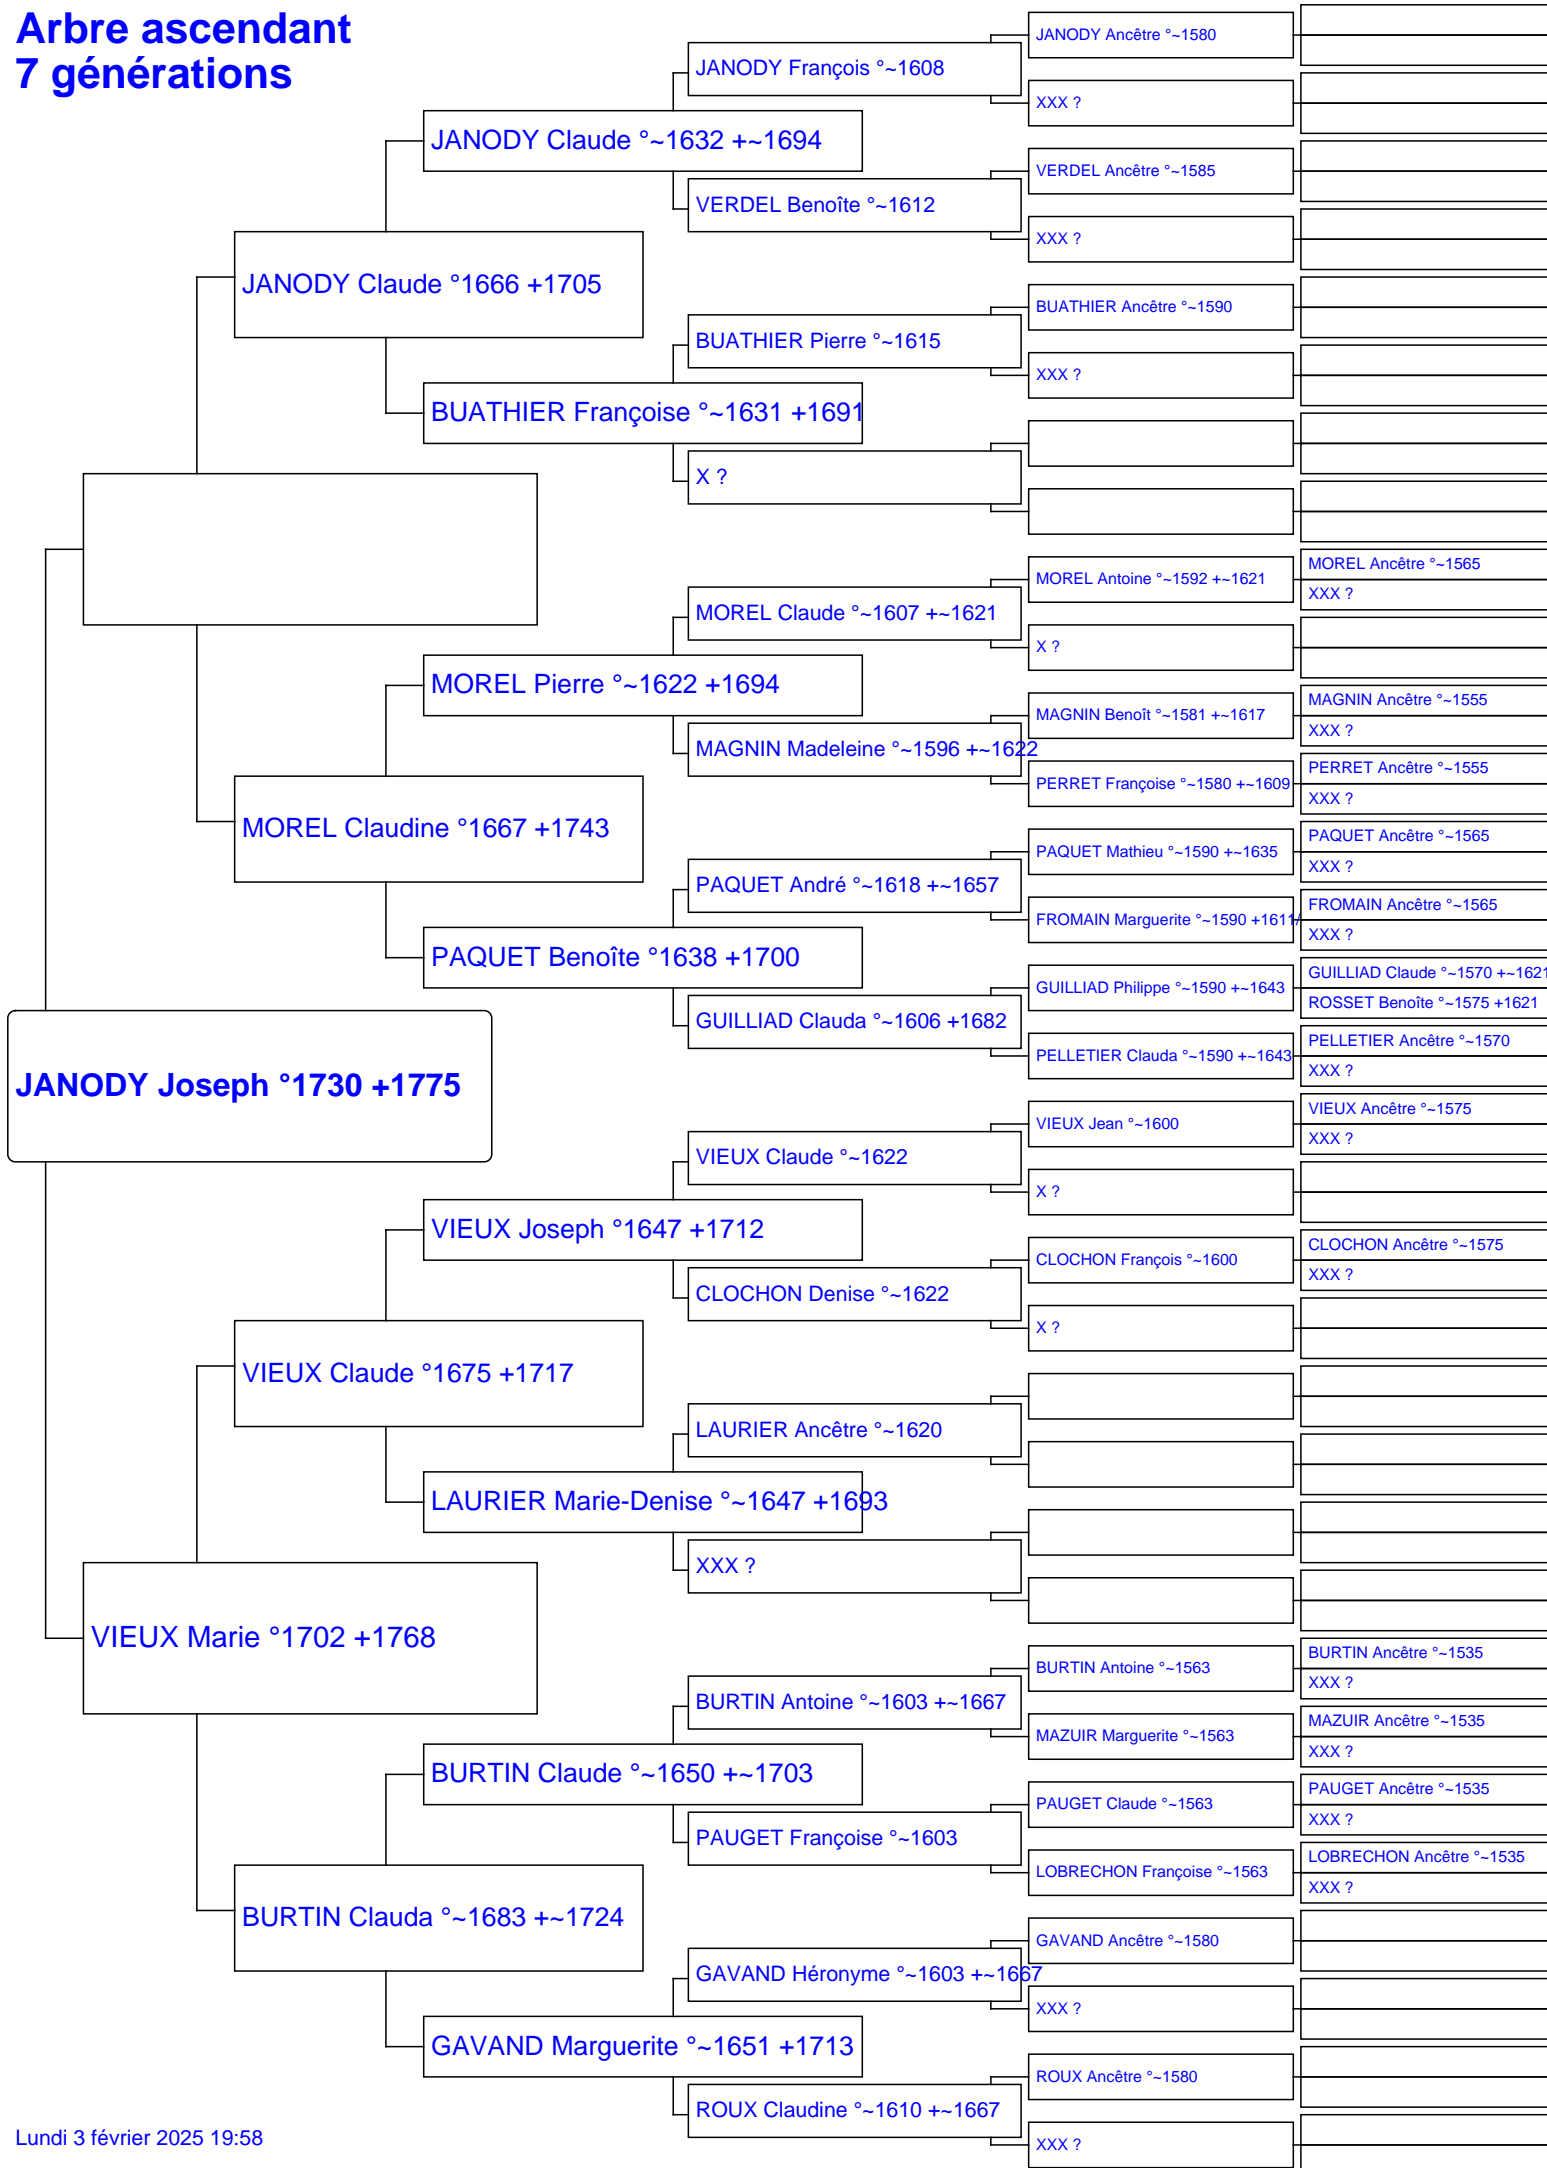 Arbre ascendant
7 générations
JANODY Joseph °1730 +1775
VIEUX Marie °1702 +1768
JANODY Claude °1666 +1705
MOREL Claudine °1667 +1743
VIEUX Claude °1675 +1717
BURTIN Clauda °~1683 +~1724
JANODY Claude °~1632 +~1694
BUATHIER Françoise °~1631 +1691
MOREL Pierre °~1622 +1694
PAQUET Benoîte °1638 +1700
VIEUX Joseph °1647 +1712
LAURIER Marie-Denise °~1647 +1693
BURTIN Claude °~1650 +~1703
GAVAND Marguerite °~1651 +1713
JANODY François °~1608
VERDEL Benoîte °~1612
BUATHIER Pierre °~1615
X ?
MOREL Claude °~1607 +~1621
MAGNIN Madeleine °~1596 +~1622
PAQUET André °~1618 +~1657
GUILLIAD Clauda °~1606 +1682
VIEUX Claude °~1622
CLOCHON Denise °~1622
LAURIER Ancêtre °~1620
XXX ?
BURTIN Antoine °~1603 +~1667
PAUGET Françoise °~1603
GAVAND Héronyme °~1603 +~1667
ROUX Claudine °~1610 +~1667
JANODY Ancêtre °~1580
XXX ?
VERDEL Ancêtre °~1585
XXX ?
BUATHIER Ancêtre °~1590
XXX ?
MOREL Antoine °~1592 +~1621
X ?
MAGNIN Benoît °~1581 +~1617
PERRET Françoise °~1580 +~1609
PAQUET Mathieu °~1590 +~1635
FROMAIN Marguerite °~1590 +1611/
GUILLIAD Philippe °~1590 +~1643
PELLETIER Clauda °~1590 +~1643
VIEUX Jean °~1600
X ?
CLOCHON François °~1600
X ?
BURTIN Antoine °~1563
MAZUIR Marguerite °~1563
PAUGET Claude °~1563
LOBRECHON Françoise °~1563
GAVAND Ancêtre °~1580
XXX ?
ROUX Ancêtre °~1580
XXX ?
MOREL Ancêtre °~1565
XXX ?
MAGNIN Ancêtre °~1555
XXX ?
PERRET Ancêtre °~1555
XXX ?
PAQUET Ancêtre °~1565
XXX ?
FROMAIN Ancêtre °~1565
XXX ?
GUILLIAD Claude °~1570 +~1621
ROSSET Benoîte °~1575 +1621
PELLETIER Ancêtre °~1570
XXX ?
VIEUX Ancêtre °~1575
XXX ?
CLOCHON Ancêtre °~1575
XXX ?
BURTIN Ancêtre °~1535
XXX ?
MAZUIR Ancêtre °~1535
XXX ?
PAUGET Ancêtre °~1535
XXX ?
LOBRECHON Ancêtre °~1535
XXX ?
Lundi 3 février 2025 19:58